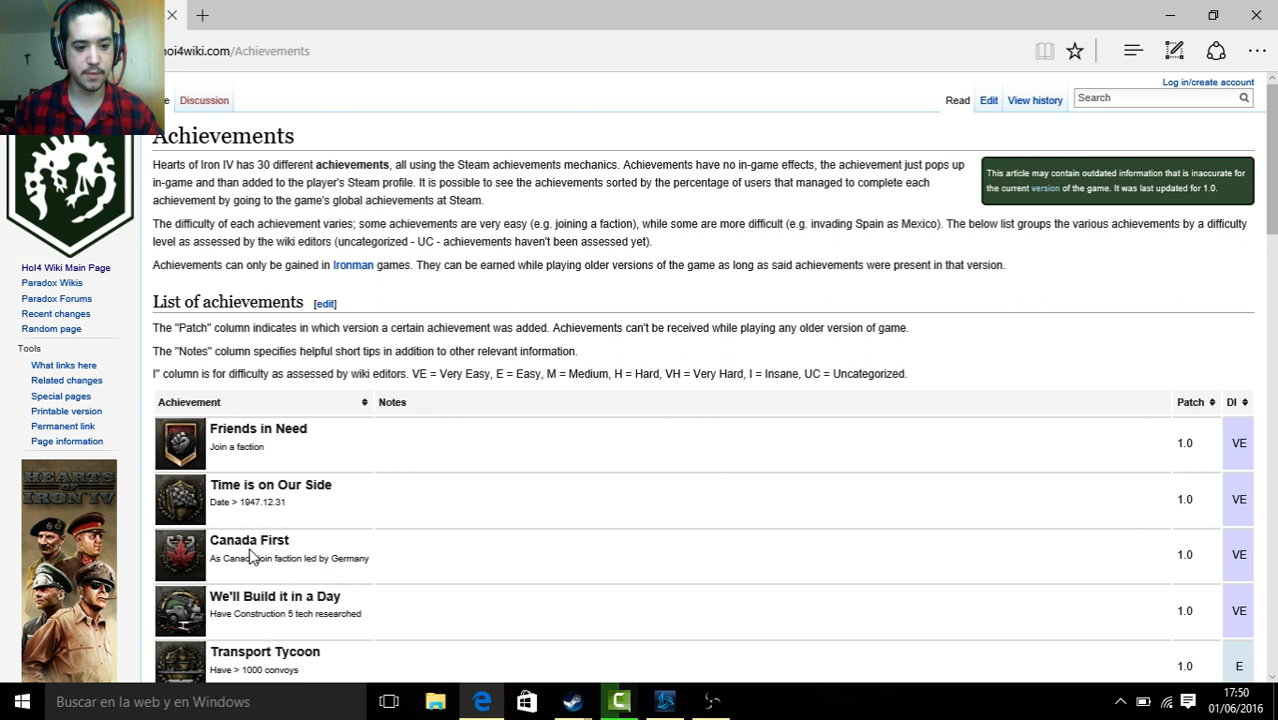 hoi4wiki.com/Achievements
Log in/create account
Discussion
Read
Edit
View history
Search
Achievements
Hearts of Iron IV has 30 different achievements, all using the Steam achievements mechanics. Achievements have no in-game effects, the achievement just pops up
in-game and than added to the player's Steam profile. It is possible to see the achievements sorted by the percentage of users that managed to complete each
achievement by going to the game's global achievements at Steam.
This article may contain outdated information that is inaccurate for
the current version of the game. It was last updated for 1.0.
The difficulty of each achievement varies; some achievements are very easy (e.g. joining a faction), while some are more difficult (e.g. invading Spain as Mexico). The below list groups the various achievements by a difficulty
level as assessed by the wiki editors (uncategorized - UC - achievements haven't been assessed yet).
Achievements can only be gained in Ironman games. They can be earned while playing older versions of the game as long as said achievements were present in that version.
HoI4 Wiki Main Page
Paradox Wikis
Paradox Forums
Recent changes
Random page
Tools
What links here
Related changes
Special pages
Printable version
Permanent link
Page information
HEARTS
OF
IRON IV
List of achievements [edit]
The "Patch" column indicates in which version a certain achievement was added. Achievements can't be received while playing any older version of game.
The "Notes" column specifies helpful short tips in addition to other relevant information.
I" column is for difficulty as assessed by wiki editors. VE = Very Easy, E = Easy, M = Medium, H = Hard, VH = Very Hard, I = Insane, UC = Uncategorized.
Achievement Notes Patch DI
Friends in Need
Join a faction
1.0 VE
Time is on Our Side
Date > 1947.12.31
1.0 VE
Canada First
As Canada join faction led by Germany
1.0 VE
We'll Build it in a Day
Have Construction 5 tech researched
1.0 VE
Transport Tycoon
Have > 1000 convoys
1.0 E
Buscar en la web y en Windows
17:50
01/06/2016